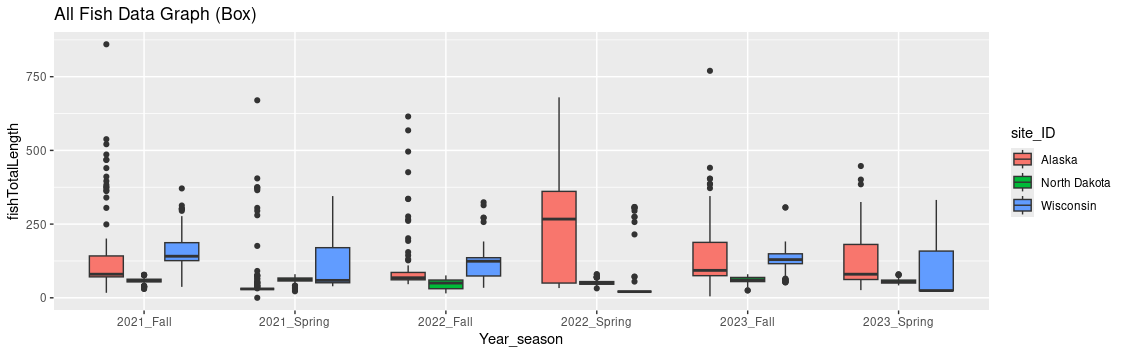 All Fish Data Graph (Box)
fishTotalLength
750
500
250
0
2021_Fall
2021_Spring
2022_Fall
2022_Spring
2023_Fall
2023_Spring
Year_season
site_ID
Alaska
North Dakota
Wisconsin